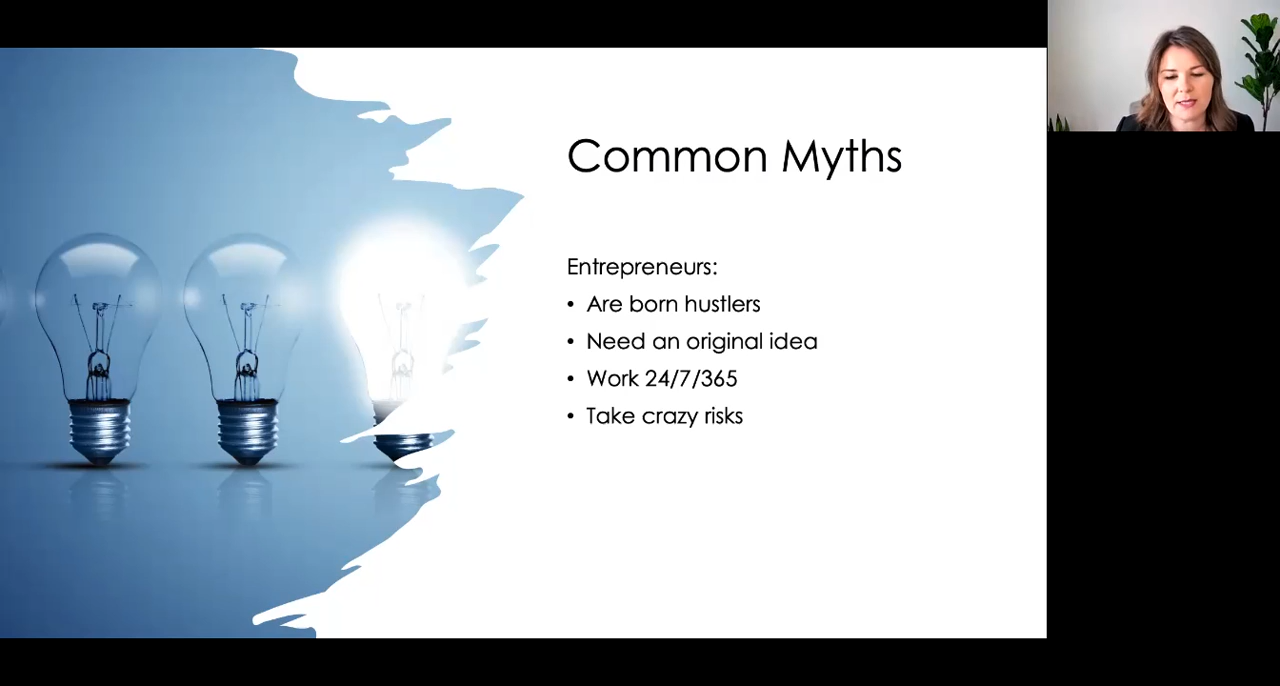 Common Myths
Entrepreneurs:
• Are born hustlers
• Need an original idea
• Work 24/7/365
• Take crazy risks